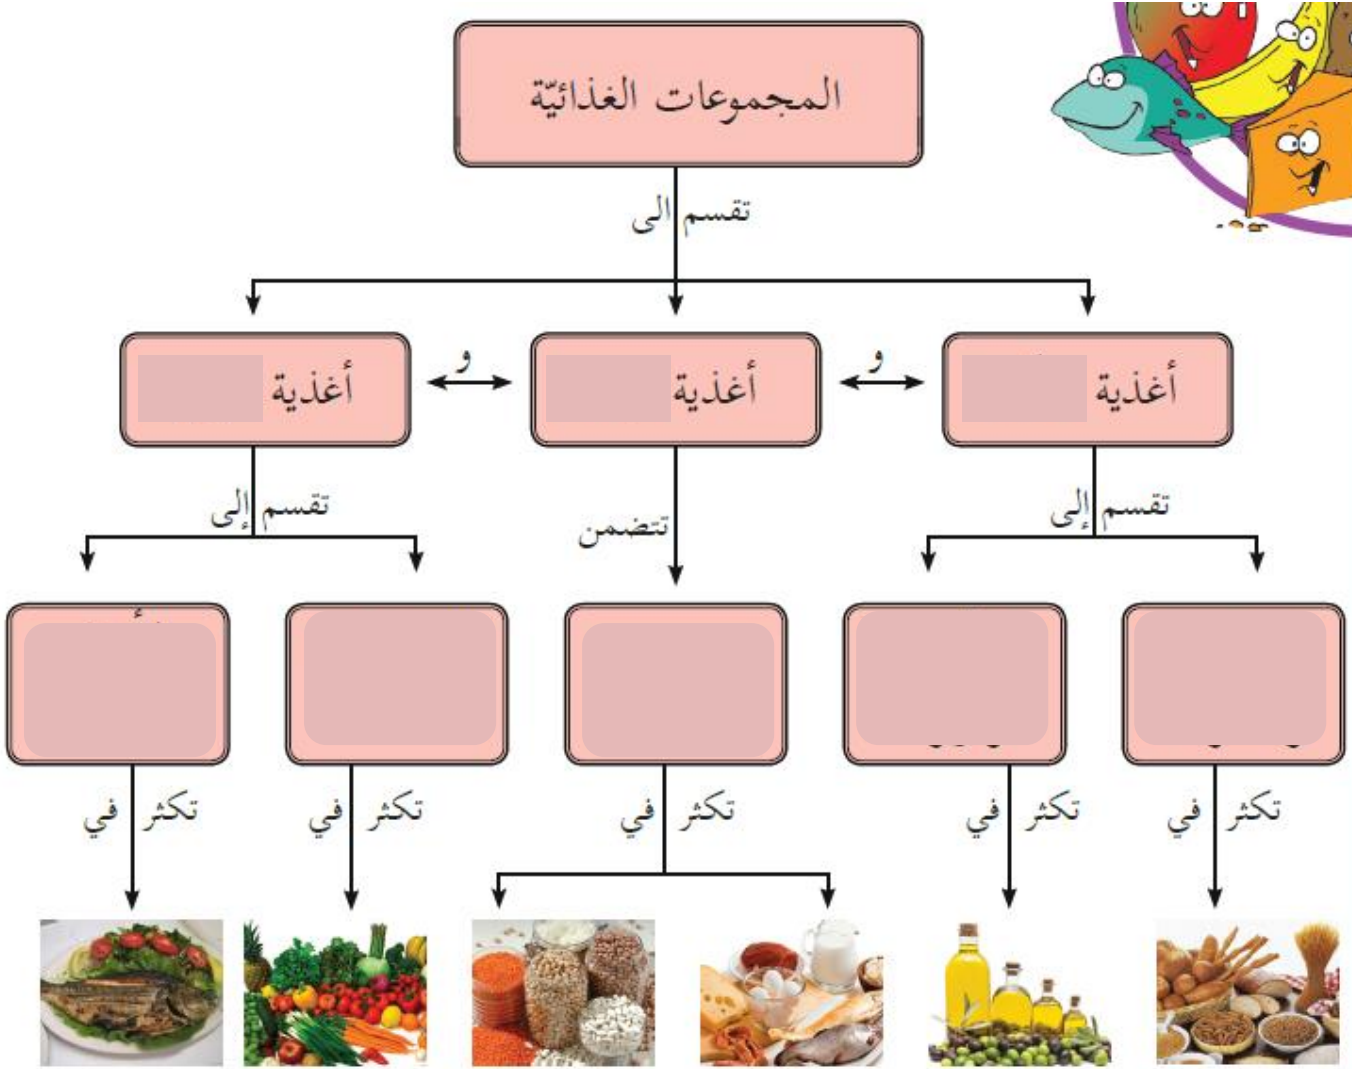 المجموعات الغذائيّة
تقسم الى
أغذية
و
أغذية
و
أغذية
تقسم إلى
تتضمن
تقسم إلى
تكثر في
تكثر في
تكثر في
تكثر في
تكثر في